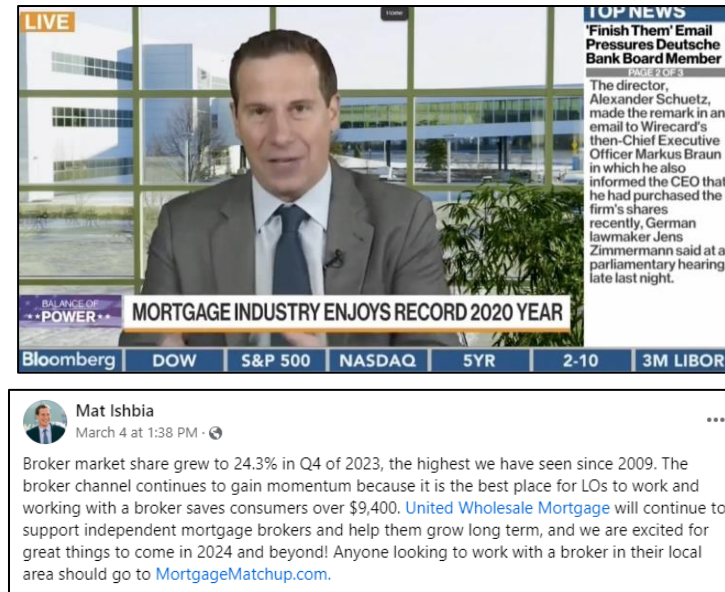 LIVE
Home
TOP NEWS
'Finish Them' Email
Pressures Deutsche
Bank Board Member
PAGE 2 OF 3
The director,
Alexander Schuetz,
made the remark in an
email to Wirecard's
then-Chief Executive
Officer Markus Braun
in which he also
informed the CEO that
he had purchased the
firm's shares
recently, German
lawmaker Jens
Zimmermann said at a
parliamentary hearing
late last night.
BALANCE OF
POWER
MORTGAGE INDUSTRY ENJOYS RECORD 2020 YEAR
Bloomberg DOW S&P 500 NASDAQ 5YR 2-10 3M LIBOR
Mat Ishbia
March 4 at 1:38 PM ·
Broker market share grew to 24.3% in Q4 of 2023, the highest we have seen since 2009. The
broker channel continues to gain momentum because it is the best place for LOs to work and
working with a broker saves consumers over $9,400. United Wholesale Mortgage will continue to
support independent mortgage brokers and help them grow long term, and we are excited for
great things to come in 2024 and beyond! Anyone looking to work with a broker in their local
area should go to MortgageMatchup.com.